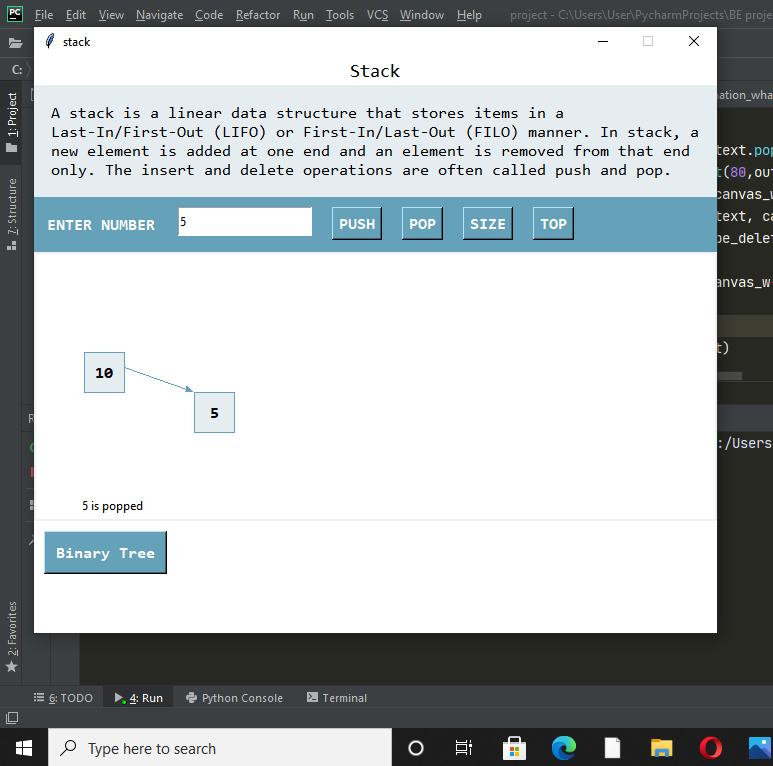 PC File Edit View Navigate Code Refactor Run Tools VCS Window Help project - C:\Users\User\PycharmProjects\BE proje
stack
Stack
C:
1: Project
ation_wha
A stack is a linear data structure that stores items in a
Last-In/First-Out (LIFO) or First-In/Last-Out (FILO) manner. In stack, a
new element is added at one end and an element is removed from that end
only. The insert and delete operations are often called push and pop.
text.pop
t(80,out
canvas_w
text, ca
pe_delet
anvas_w
t)
:/Users
7: Structure
ENTER NUMBER 5 PUSH POP SIZE TOP
10
5
5 is popped
Binary Tree
2: Favorites
6: TODO 4: Run Python Console Terminal
Type here to search